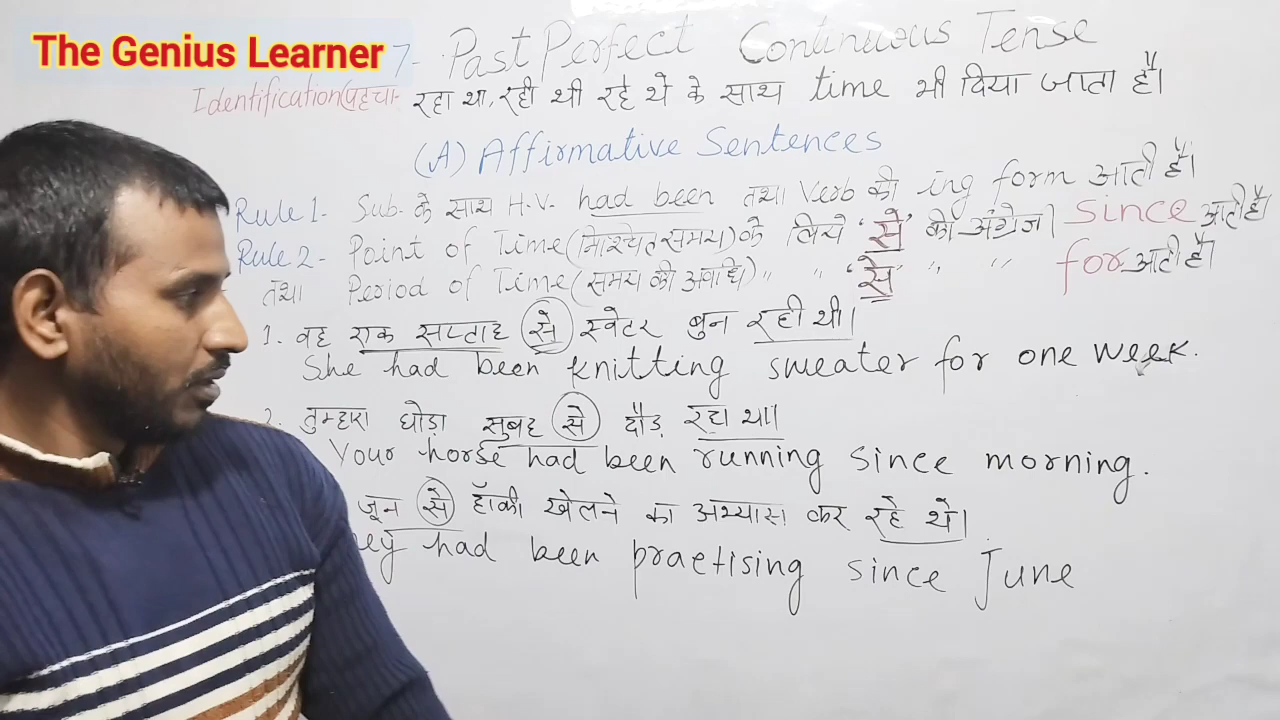 The Genius Learner
7- Past Perfect Continuous Tense
Identification(पहचा- रहा था, रही थी रहे थे के साथ time भी दिया जाता है।
(A) Affirmative Sentences
Rule 1- Sub. के साथ H.V. had been तथा Verb की ing form आती है।
Rule 2- Point of Time(निश्चित समय) के लिये 'से' की अंग्रेजी Since आती है
तथा Period of Time(समय की अवधि) " " 'से' " " for आती है।
1. वह एक सप्ताह से स्वेटर बुन रही थी।
She had been knitting sweater for one week.
2. तुम्हारा घोड़ा सुबह से दौड़ रहा था।
Your horse had been running since morning.
जून से हॉकी खेलने का अभ्यास कर रहे थे।
ey had been practising since June